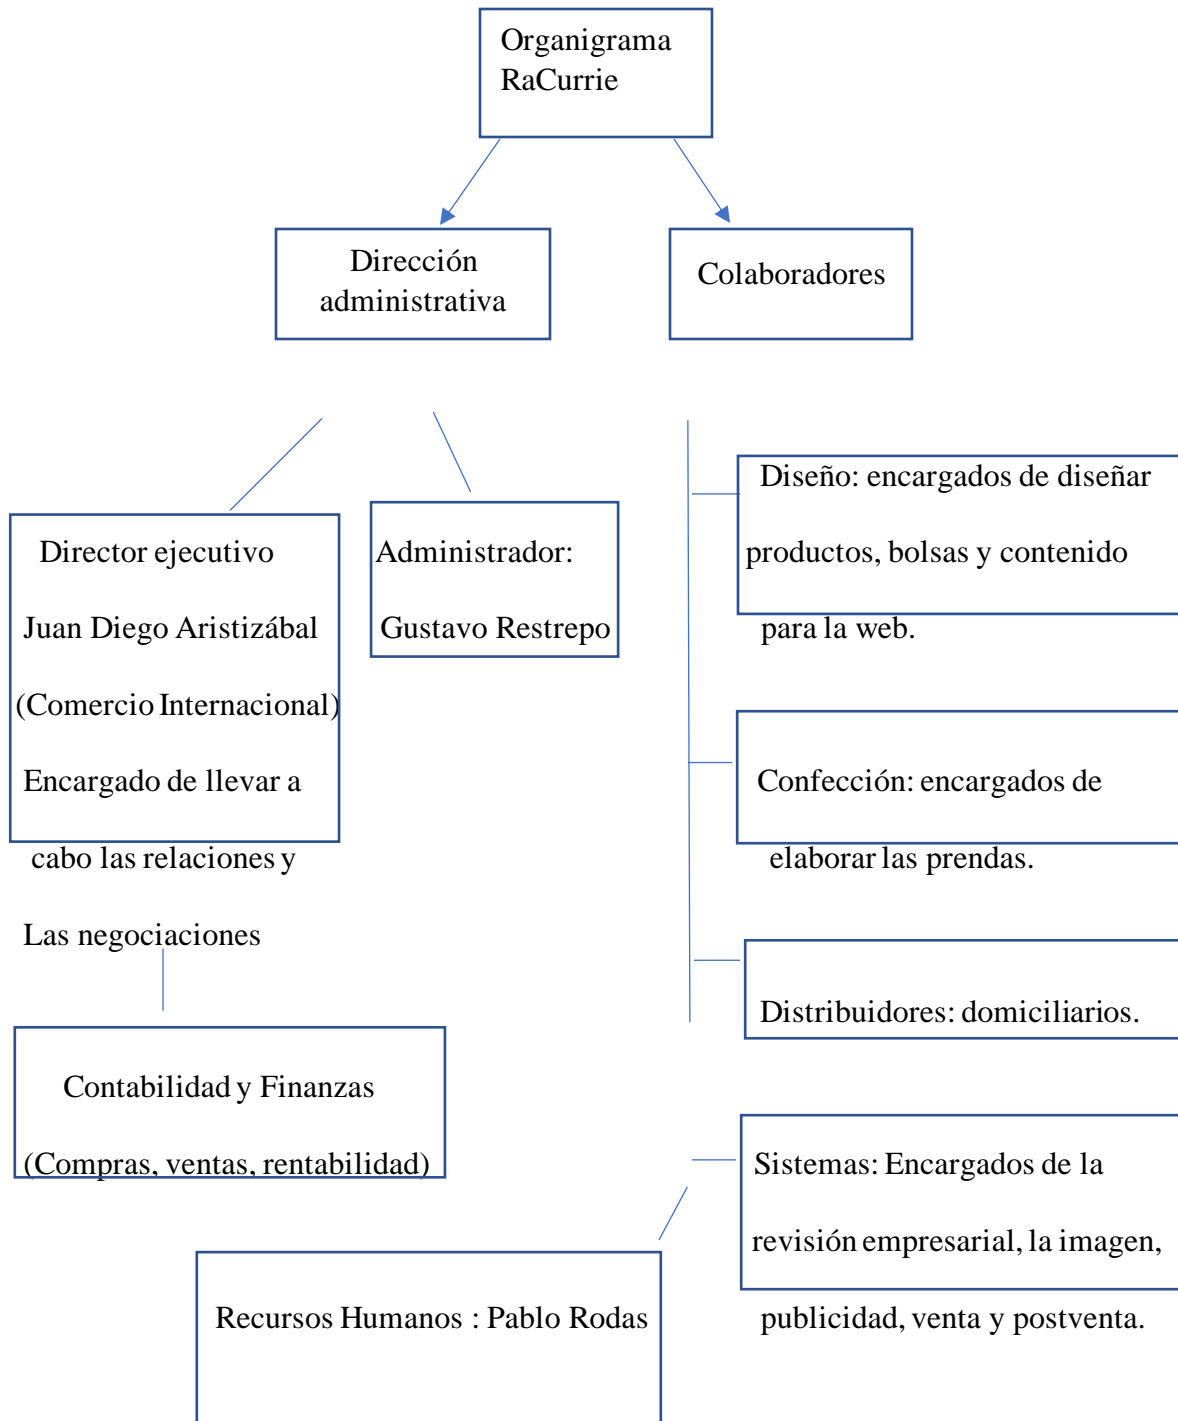 Organigrama
RaCurrie
Dirección
administrativa
Colaboradores
Director ejecutivo
Juan Diego Aristizábal
(Comercio Internacional)
Encargado de llevar a
cabo las relaciones y
Las negociaciones
Administrador:
Gustavo Restrepo
Contabilidad y Finanzas
(Compras, ventas, rentabilidad)
Diseño: encargados de diseñar
productos, bolsas y contenido
para la web.
Confección: encargados de
elaborar las prendas.
Distribuidores: domiciliarios.
Sistemas: Encargados de la
revisión empresarial, la imagen,
publicidad, venta y postventa.
Recursos Humanos : Pablo Rodas